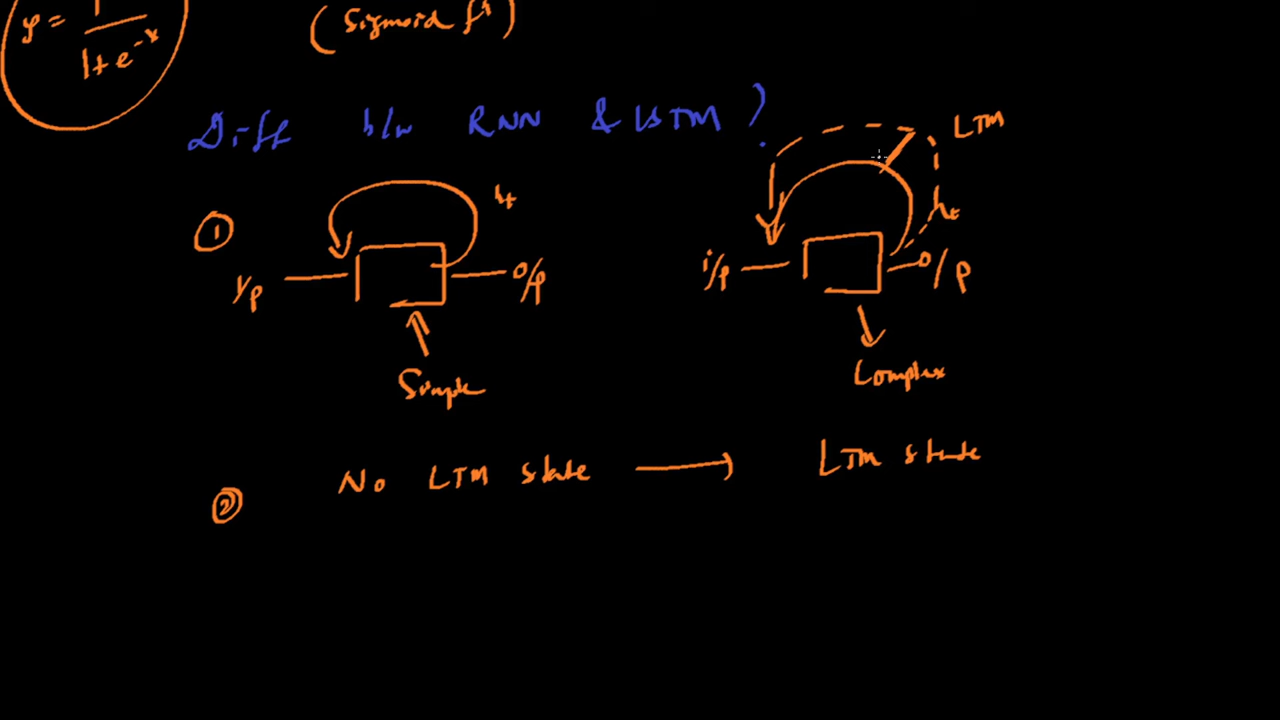 y = 1 / 1+e^-x
(Sigmoid fn)
Diff b/w RNN & LSTM ?
LTM
① ht
ht
I/p O/p
i/p O/p
Simple
Complex
② No LTM state → LTM state